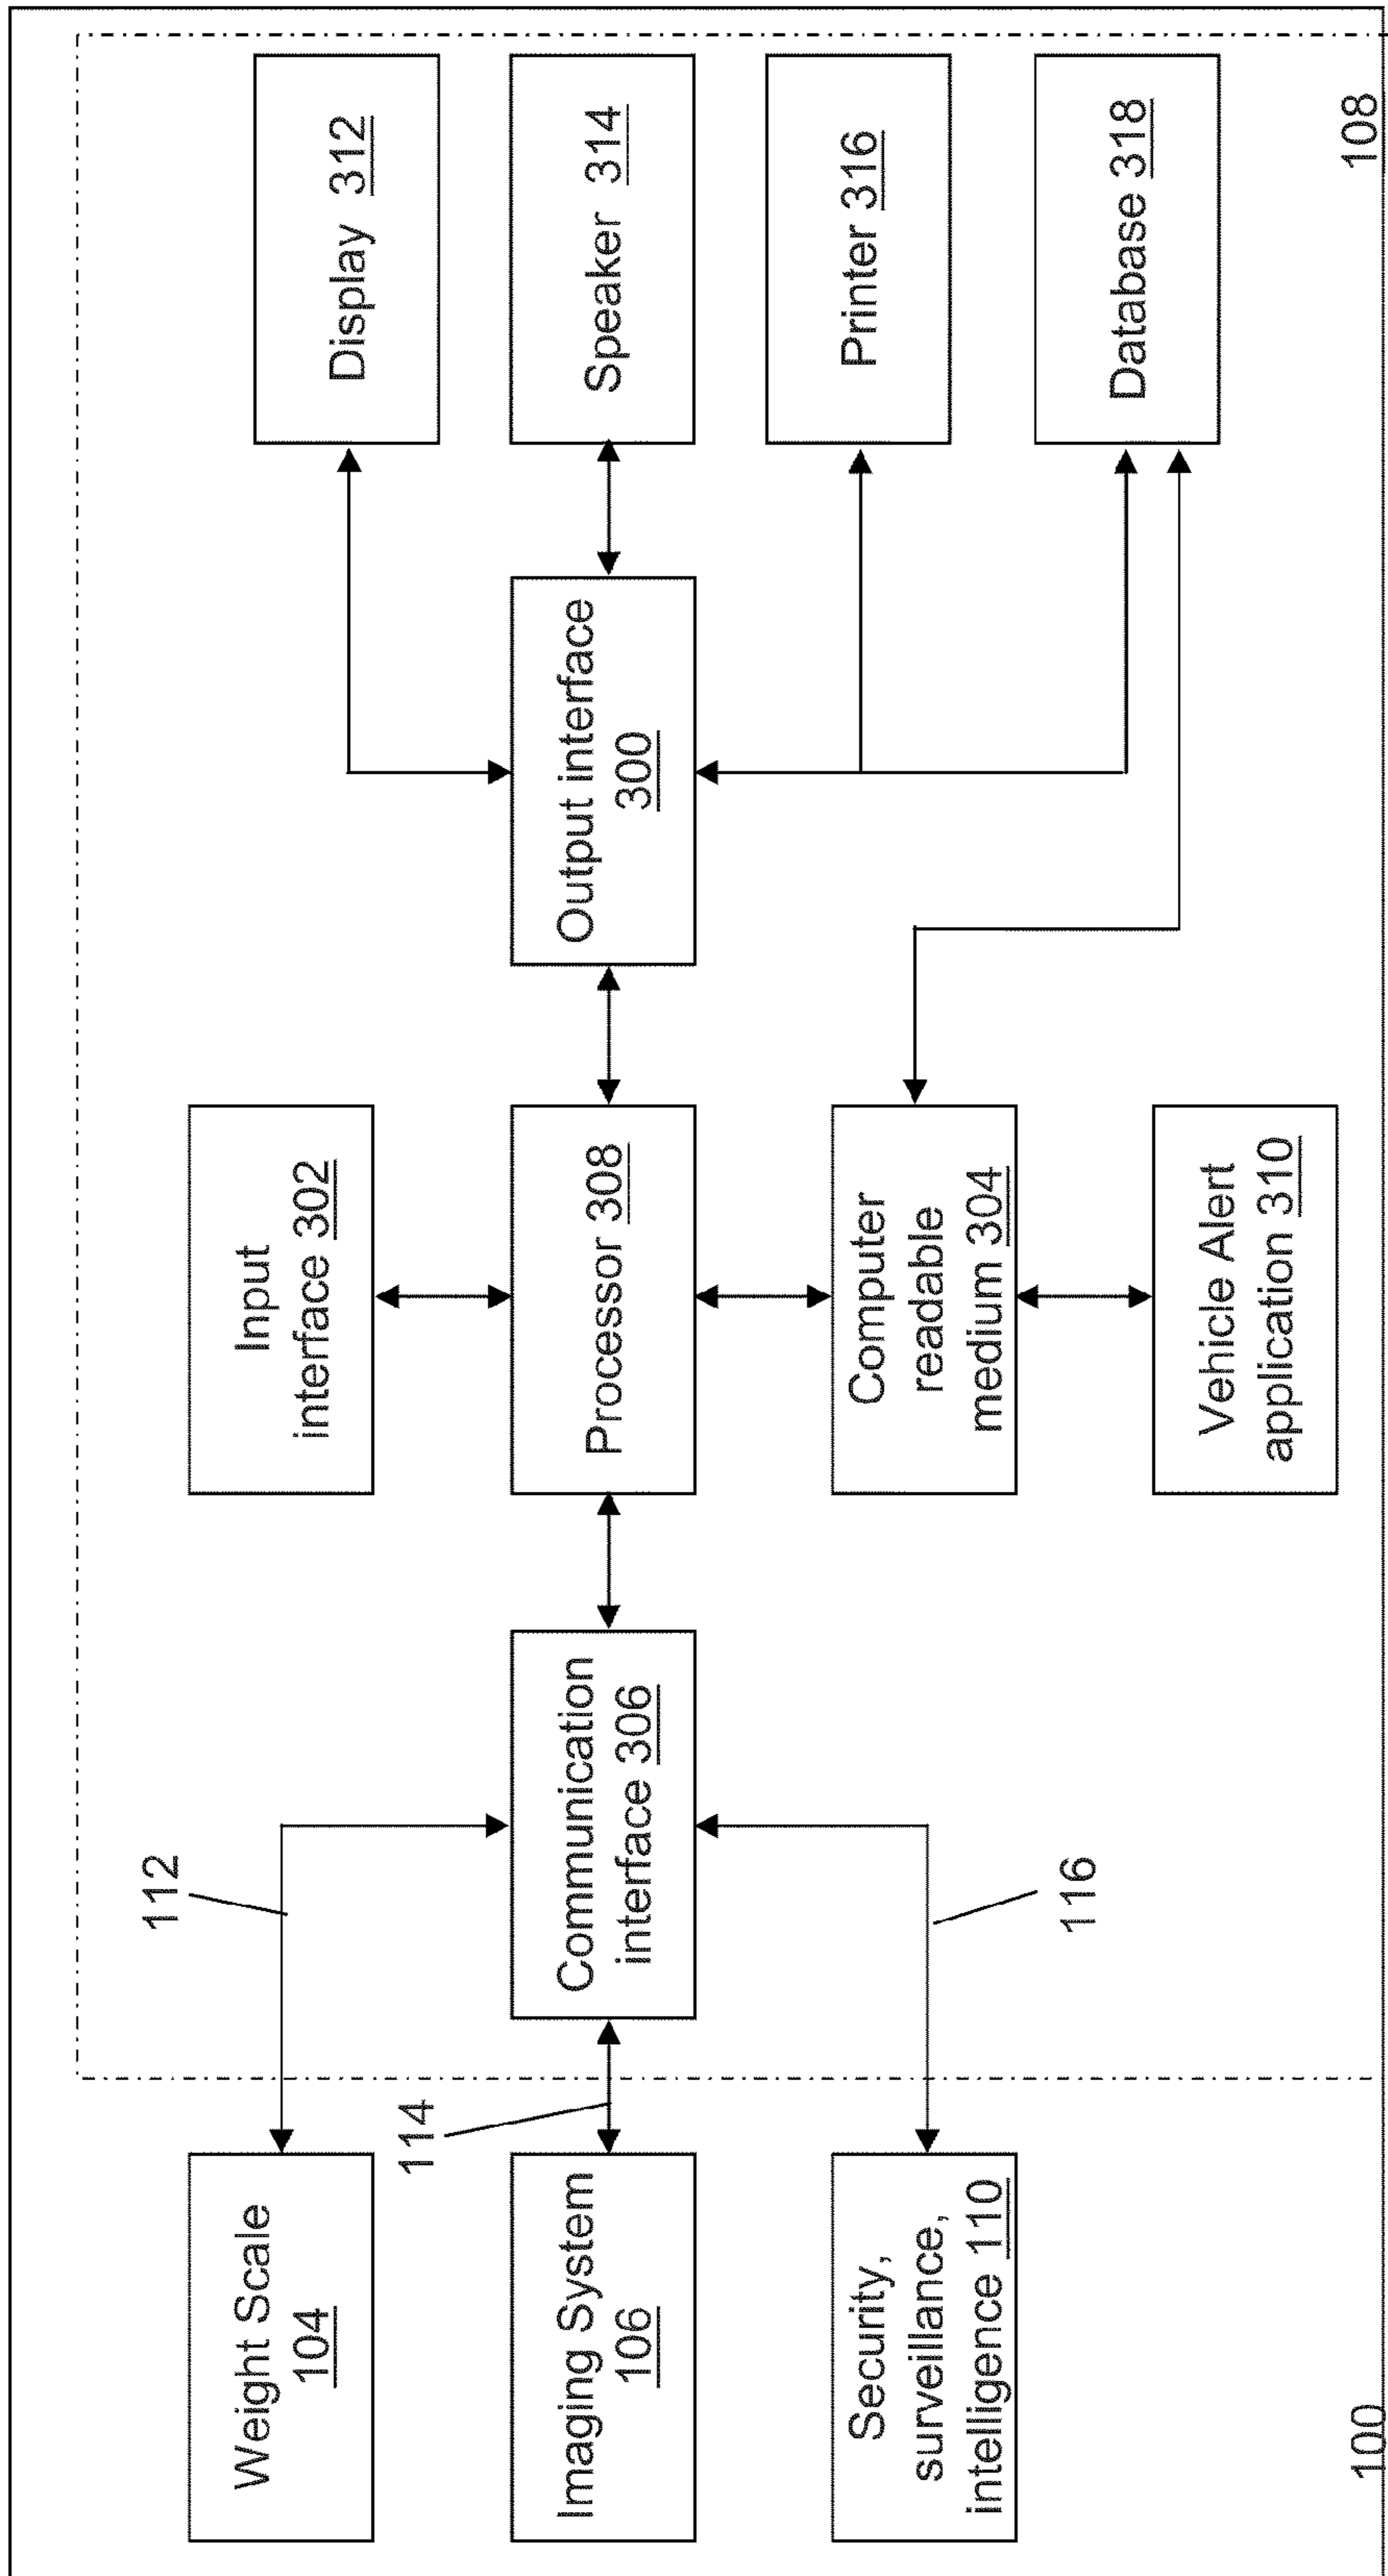 Weight Scale
104
Imaging System
106
Security,
surveillance,
intelligence 110
100
112
114
116
Communication
interface 306
Input
interface 302
Processor 308
Computer
readable
medium 304
Vehicle Alert
application 310
Output interface
300
Display 312
Speaker 314
Printer 316
Database 318
108